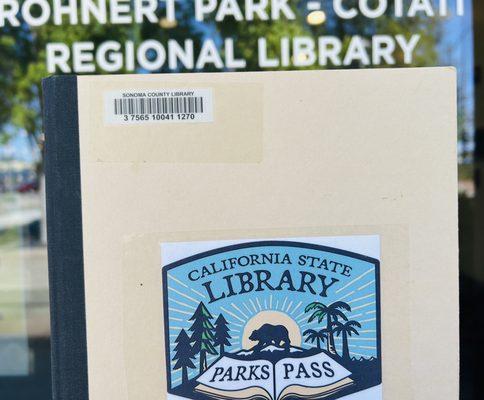 ROHNERT PARK - COTATI
REGIONAL LIBRARY
SONOMA COUNTY LIBRARY
3 7565 10041 1270
CALIFORNIA STATE
LIBRARY
PARKS PASS